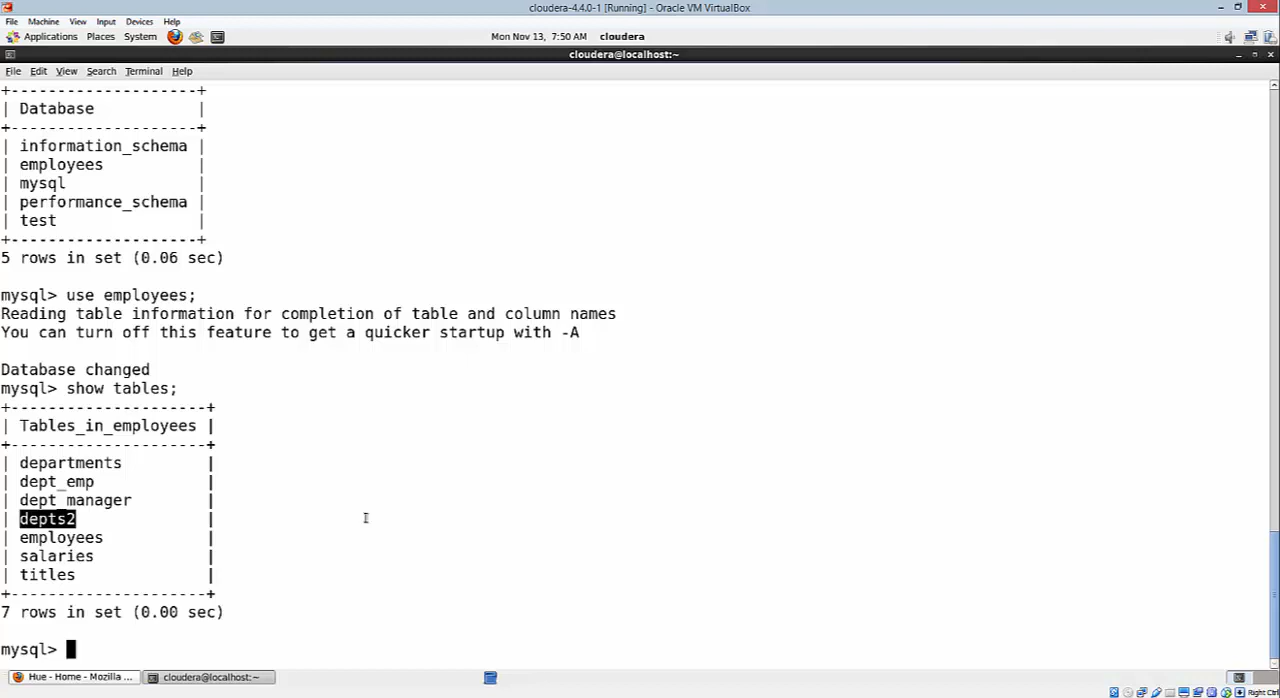 cloudera-4.4.0-1 [Running] - Oracle VM VirtualBox
File Machine View Input Devices Help
Applications Places System Mon Nov 13, 7:50 AM cloudera
cloudera@localhost:~
File Edit View Search Terminal Help
+--------------------+
| Database           |
+--------------------+
| information_schema |
| employees          |
| mysql              |
| performance_schema |
| test               |
+--------------------+
5 rows in set (0.06 sec)
mysql> use employees;
Reading table information for completion of table and column names
You can turn off this feature to get a quicker startup with -A
Database changed
mysql> show tables;
+---------------------+
| Tables_in_employees |
+---------------------+
| departments         |
| dept_emp            |
| dept_manager        |
| depts2              |
| employees           |
| salaries            |
| titles              |
+---------------------+
7 rows in set (0.00 sec)
mysql>
Hue - Home - Mozilla ... cloudera@localhost:~
Right Ctrl